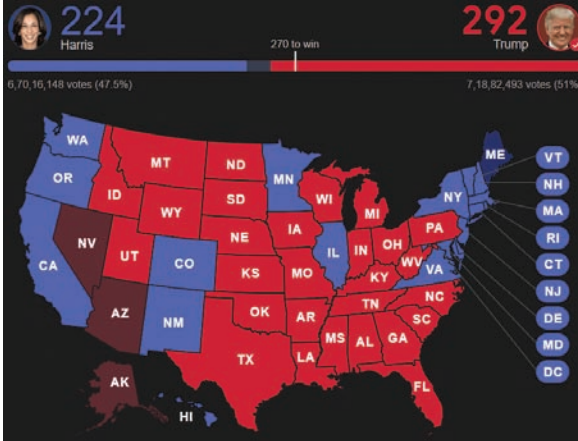 224
Harris
292
Trump
270 to win
6,70,16,148 votes (47.5%)
7,18,82,493 votes (51%
WA
MT
ND
MN
ME
VT
OR
ID
SD
WI
NY
NH
WY
MI
MA
IA
PA
RI
NV
NE
IL
IN
OH
CT
UT
CO
WV
VA
CA
KS
MO
KY
NJ
NC
TN
DE
AZ
NM
OK
AR
SC
MD
MS
AL
GA
TX
LA
DC
AK
FL
HI